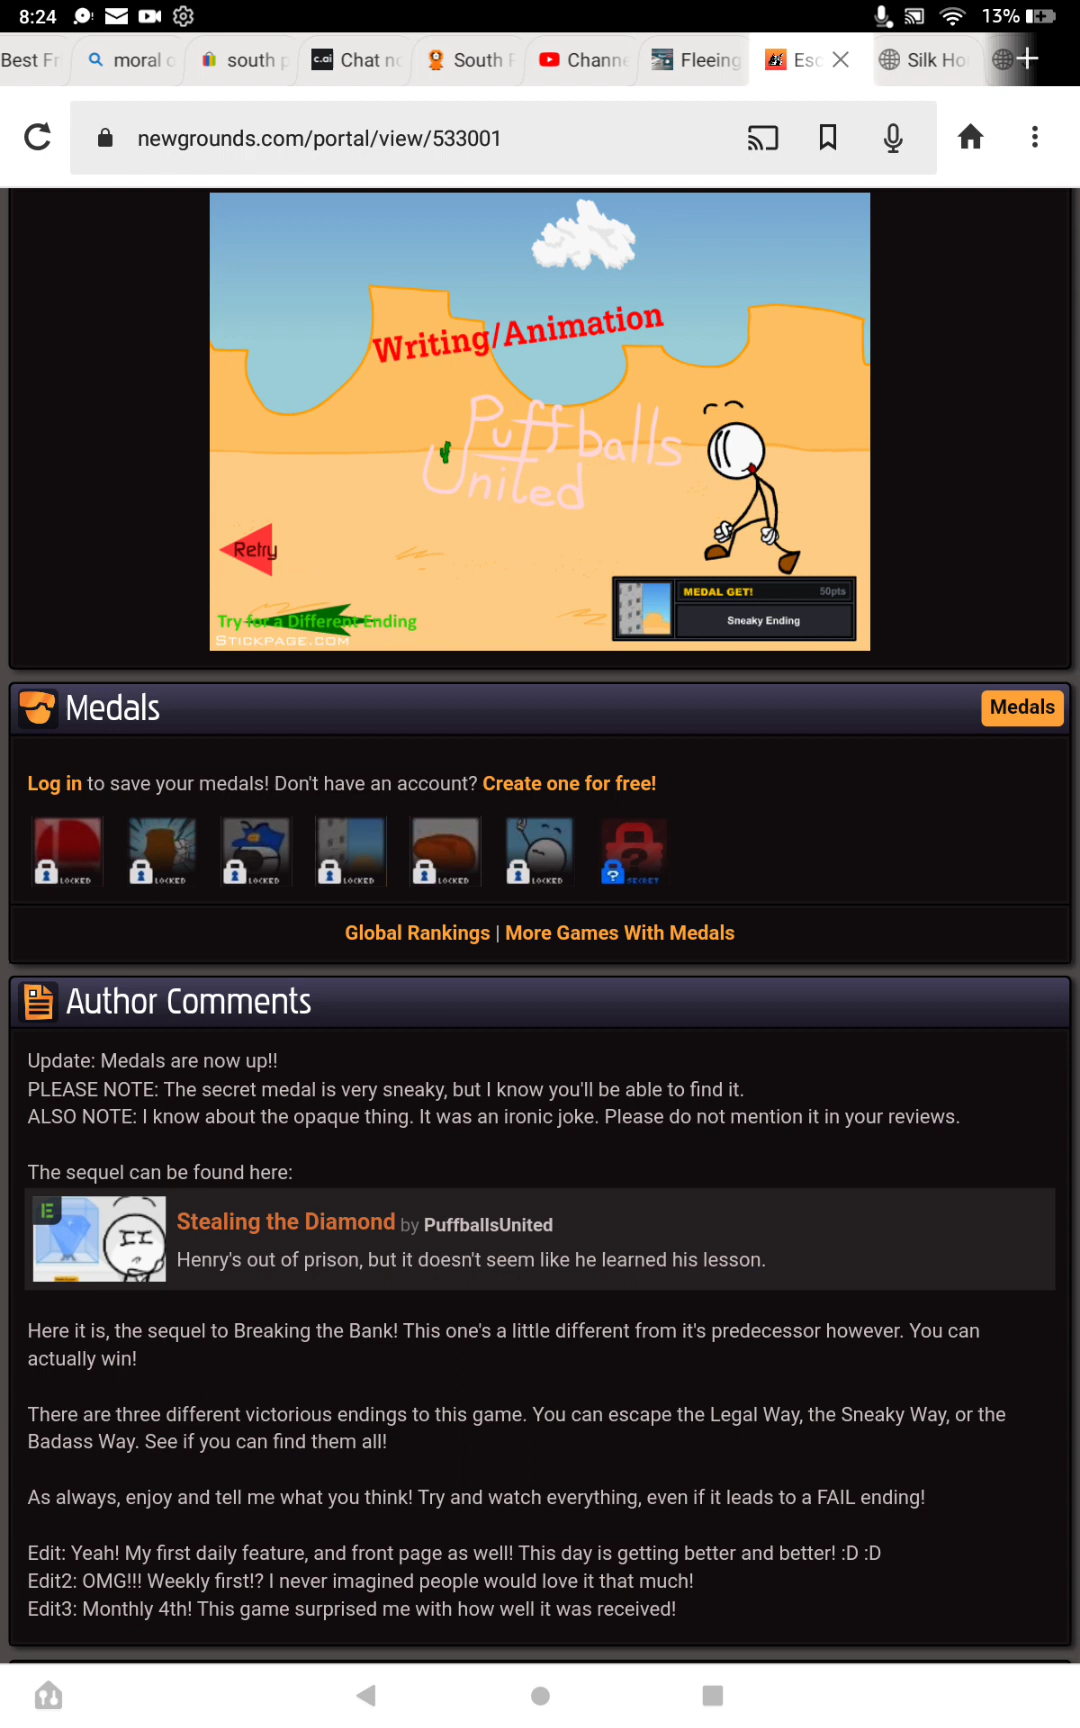 8:24
13%
Best Fr
moral o
south p
c.ai Chat no
South F
Channe
Fleeing
Esc
Silk Ho
newgrounds.com/portal/view/533001
Writing/Animation
Puffballs
United
Retry
MEDAL GET! 50pts
Sneaky Ending
Try for a Different Ending
STICKPAGE.COM
Medals
Medals
Log in to save your medals! Don't have an account? Create one for free!
LOCKED LOCKED LOCKED LOCKED LOCKED LOCKED ? SECRET
Global Rankings | More Games With Medals
Author Comments
Update: Medals are now up!!
PLEASE NOTE: The secret medal is very sneaky, but I know you'll be able to find it.
ALSO NOTE: I know about the opaque thing. It was an ironic joke. Please do not mention it in your reviews.
The sequel can be found here:
E
Stealing the Diamond by PuffballsUnited
Henry's out of prison, but it doesn't seem like he learned his lesson.
Here it is, the sequel to Breaking the Bank! This one's a little different from it's predecessor however. You can
actually win!
There are three different victorious endings to this game. You can escape the Legal Way, the Sneaky Way, or the
Badass Way. See if you can find them all!
As always, enjoy and tell me what you think! Try and watch everything, even if it leads to a FAIL ending!
Edit: Yeah! My first daily feature, and front page as well! This day is getting better and better! :D :D
Edit2: OMG!!! Weekly first!? I never imagined people would love it that much!
Edit3: Monthly 4th! This game surprised me with how well it was received!